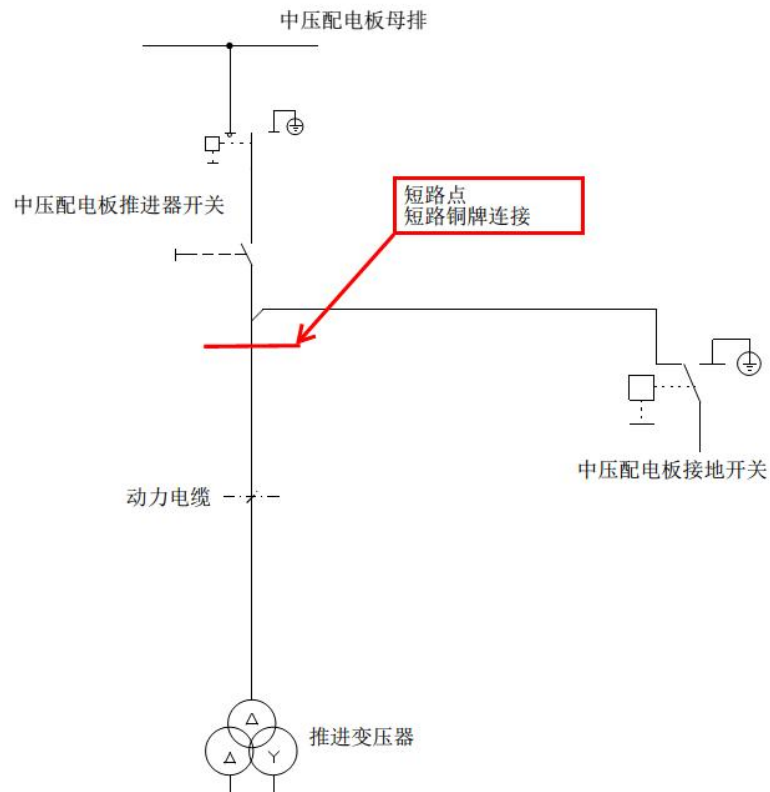 中压配电板母排
中压配电板推进器开关
短路点
短路铜牌连接
中压配电板接地开关
动力电缆
推进变压器
Δ
Δ
Y